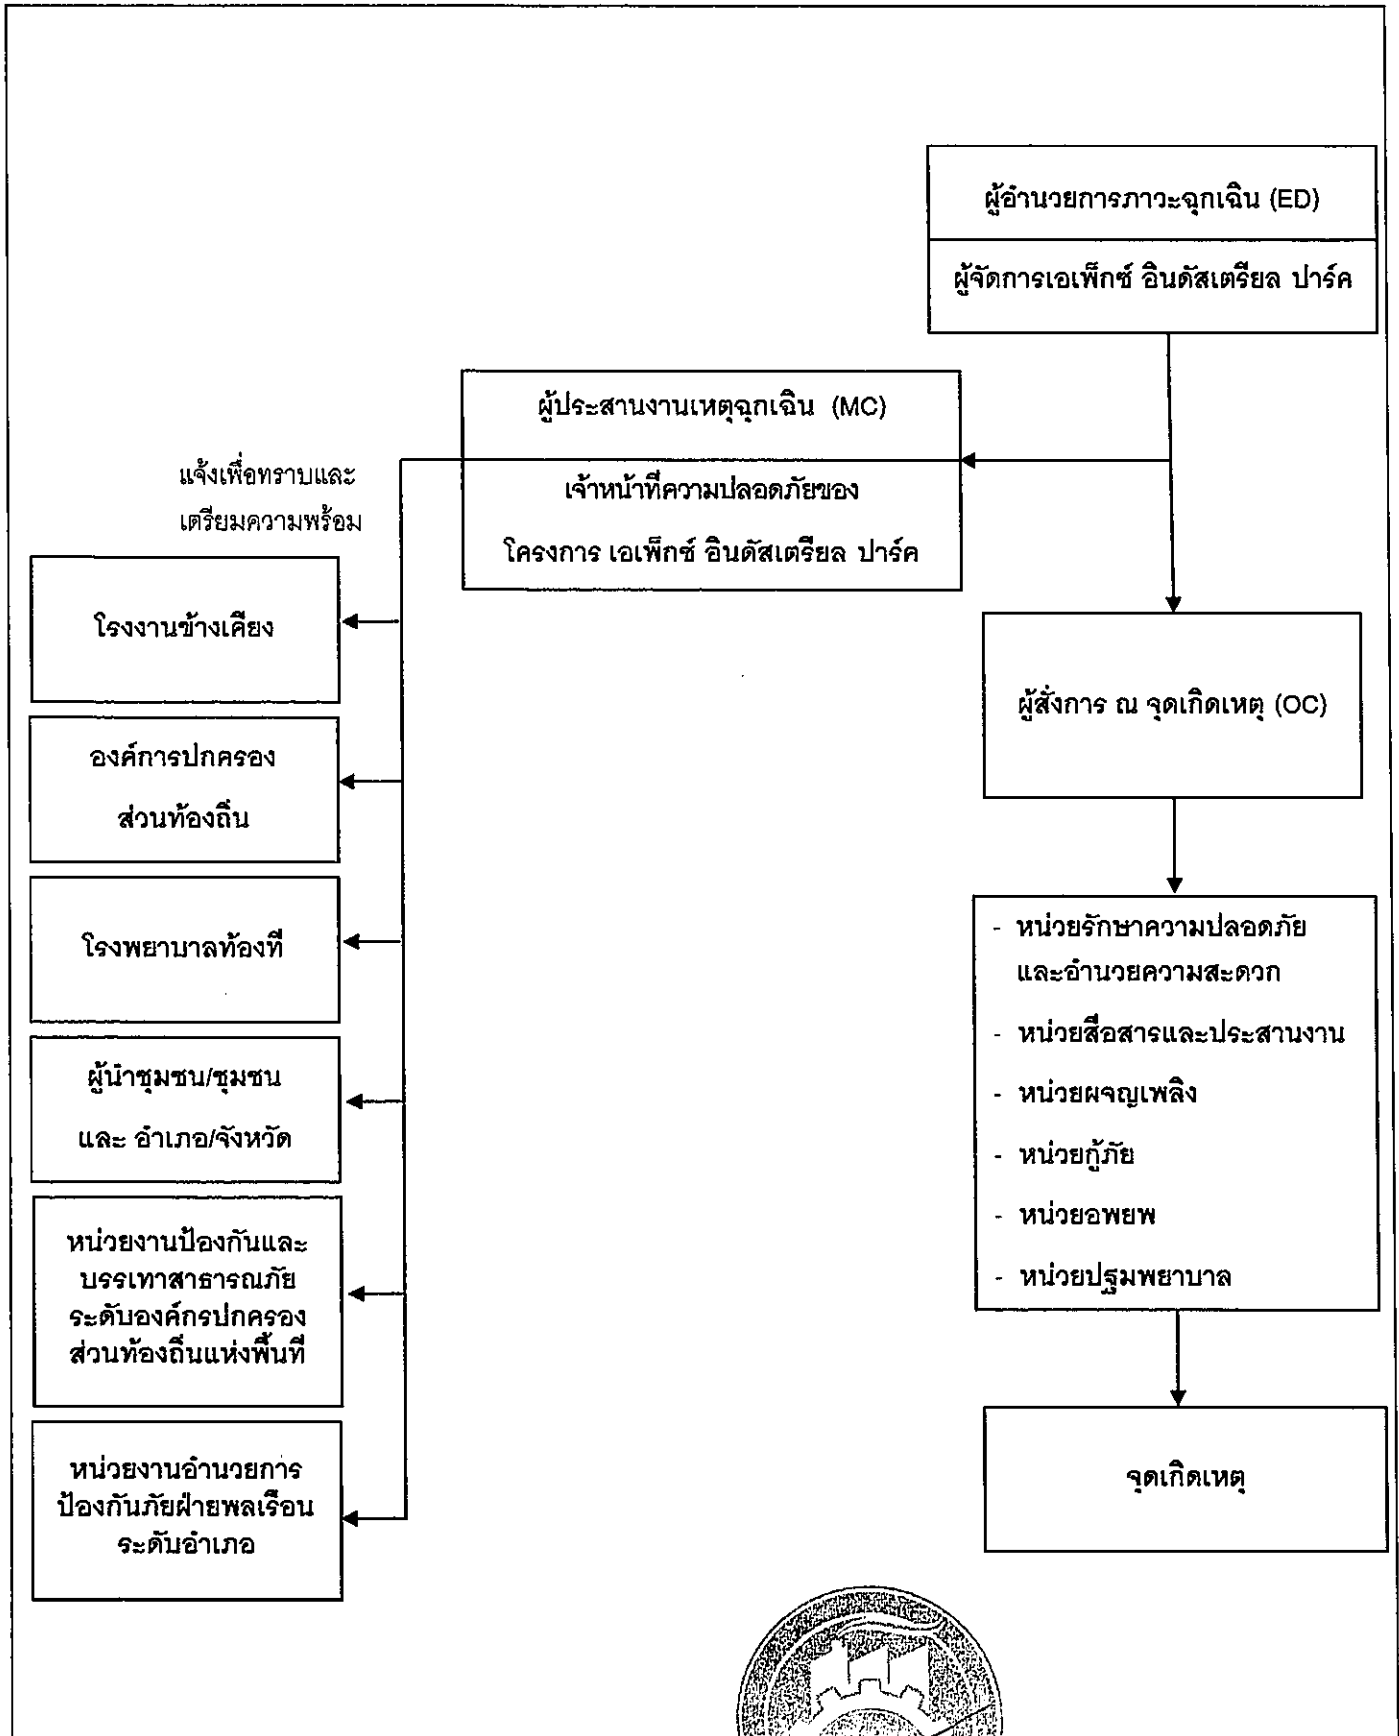 ผู้อำนวยการภาวะฉุกเฉิน (ED)
ผู้จัดการเอเพ็กซ์ อินดัสเตรียล ปาร์ค
ผู้ประสานงานเหตุฉุกเฉิน (MC)
เจ้าหน้าที่ความปลอดภัยของ
โครงการ เอเพ็กซ์ อินดัสเตรียล ปาร์ค
แจ้งเพื่อทราบและ
เตรียมความพร้อม
โรงงานข้างเคียง
องค์การปกครอง
ส่วนท้องถิ่น
โรงพยาบาลท้องที่
ผู้นำชุมชน/ชุมชน
และ อำเภอ/จังหวัด
หน่วยงานป้องกันและ
บรรเทาสาธารณภัย
ระดับองค์กรปกครอง
ส่วนท้องถิ่นแห่งพื้นที่
หน่วยงานอำนวยการ
ป้องกันภัยฝ่ายพลเรือน
ระดับอำเภอ
ผู้สั่งการ ณ จุดเกิดเหตุ (OC)
- หน่วยรักษาความปลอดภัย
และอำนวยความสะดวก
- หน่วยสื่อสารและประสานงาน
- หน่วยผจญเพลิง
- หน่วยกู้ภัย
- หน่วยอพยพ
- หน่วยปฐมพยาบาล
จุดเกิดเหตุ